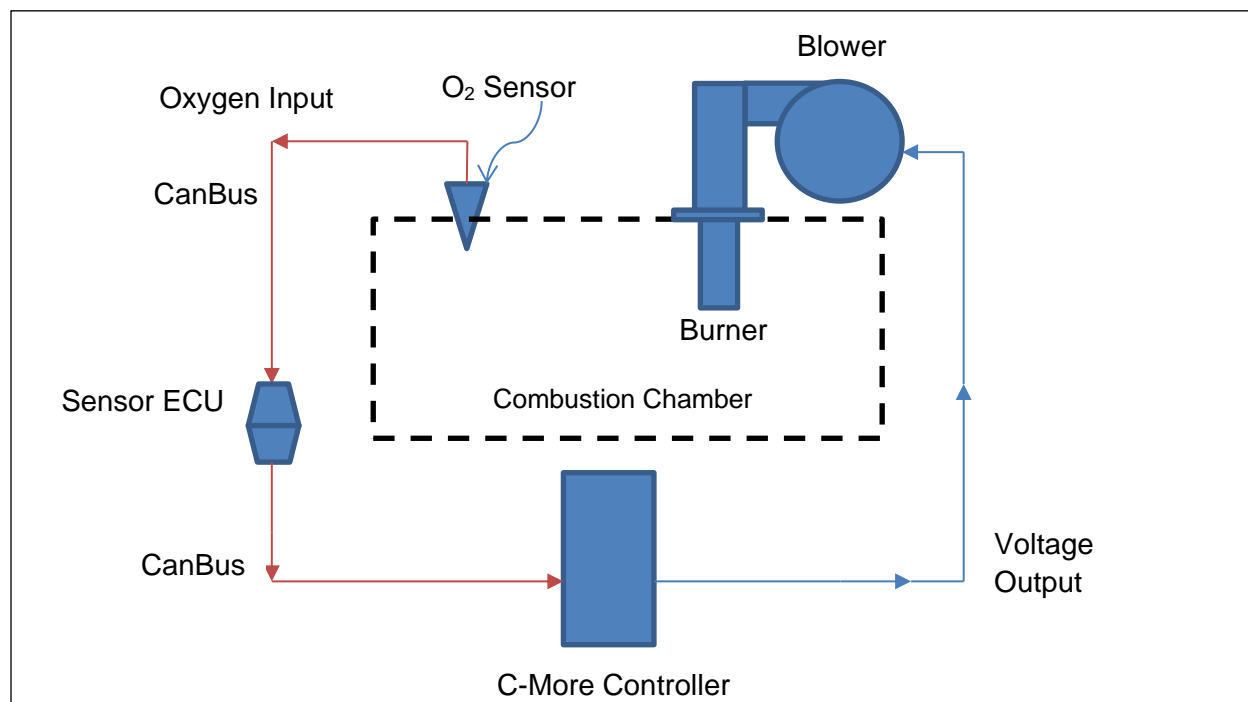 Blower
O₂ Sensor
Oxygen Input
CanBus
Burner
Sensor ECU
Combustion Chamber
CanBus
Voltage
Output
C-More Controller